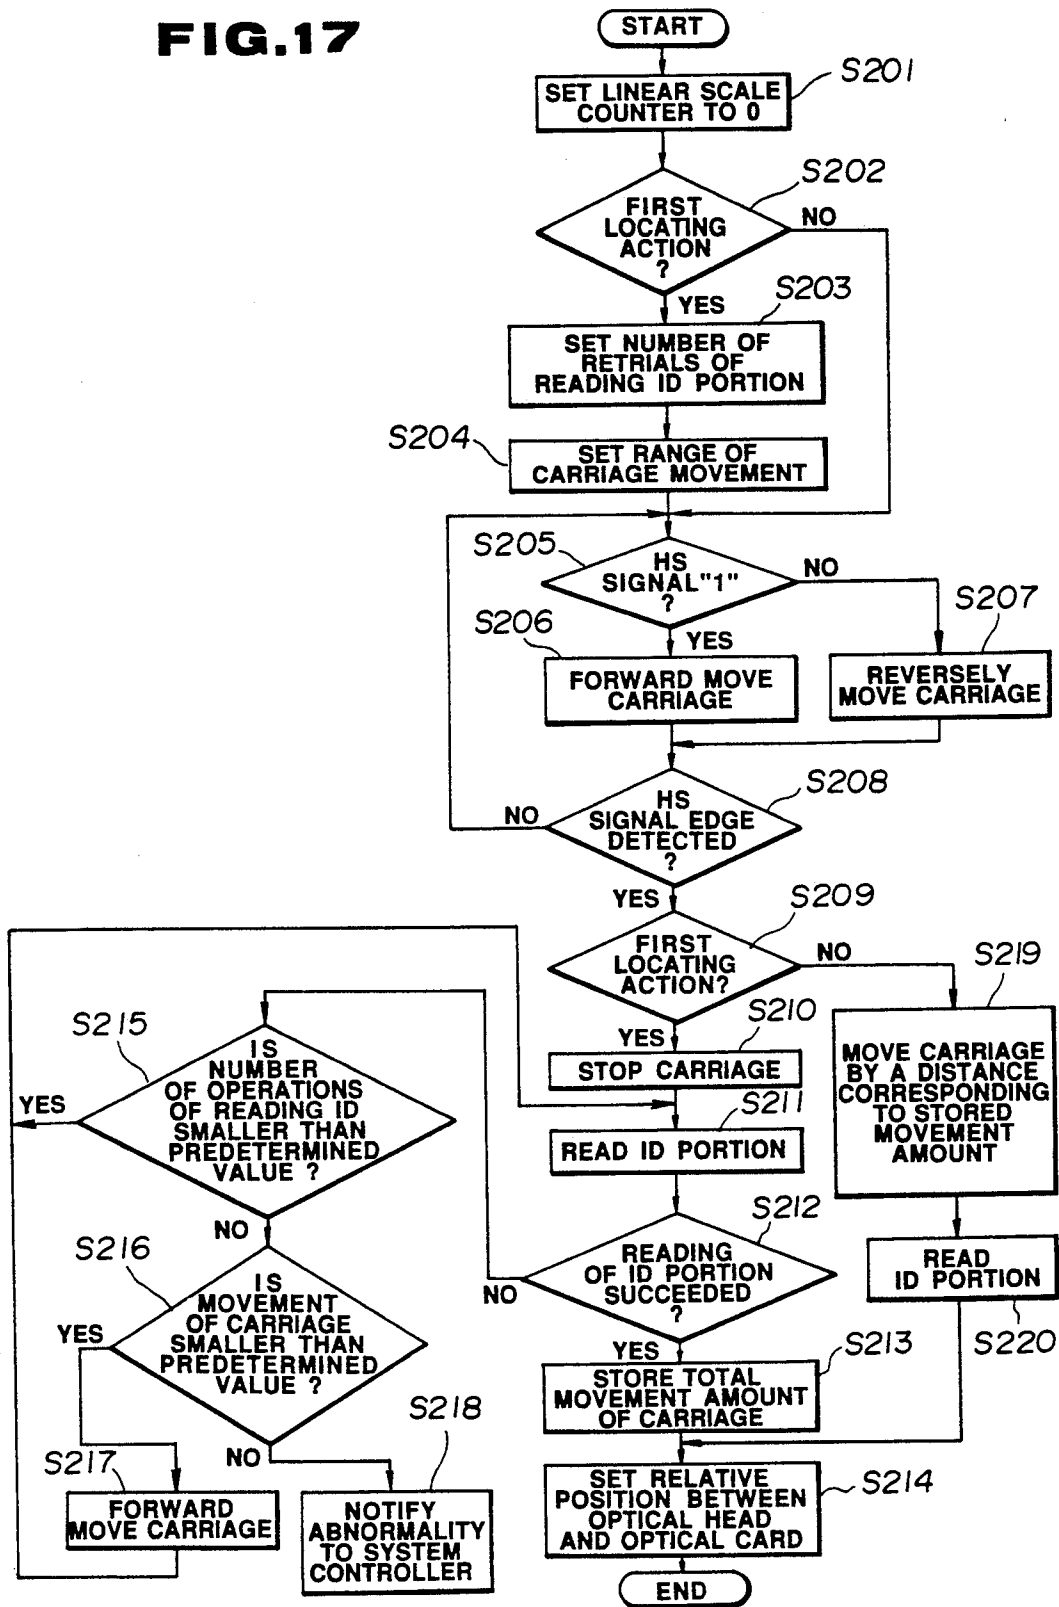 FIG.17
START
S201
SET LINEAR SCALE
COUNTER TO 0
S202
FIRST
LOCATING
ACTION
?
NO
YES
S203
SET NUMBER OF
RETRIALS OF
READING ID PORTION
S204
SET RANGE OF
CARRIAGE MOVEMENT
S205
HS
SIGNAL"1"
?
NO
YES
S206
FORWARD MOVE
CARRIAGE
S207
REVERSELY
MOVE CARRIAGE
S208
HS
SIGNAL EDGE
DETECTED
?
NO
YES
S209
FIRST
LOCATING
ACTION?
NO
YES
S210
STOP CARRIAGE
S211
READ ID PORTION
S212
READING
OF ID PORTION
SUCCEEDED
?
NO
YES
S213
STORE TOTAL
MOVEMENT AMOUNT
OF CARRIAGE
S214
SET RELATIVE
POSITION BETWEEN
OPTICAL HEAD
AND OPTICAL CARD
END
S215
IS
NUMBER
OF OPERATIONS
OF READING ID
SMALLER THAN
PREDETERMINED
VALUE ?
YES
NO
S216
IS
MOVEMENT
OF CARRIAGE
SMALLER THAN
PREDETERMINED
VALUE ?
YES
NO
S217
FORWARD
MOVE CARRIAGE
S218
NOTIFY
ABNORMALITY
TO SYSTEM
CONTROLLER
S219
MOVE CARRIAGE
BY A DISTANCE
CORRESPONDING
TO STORED
MOVEMENT
AMOUNT
READ
ID PORTION
S220